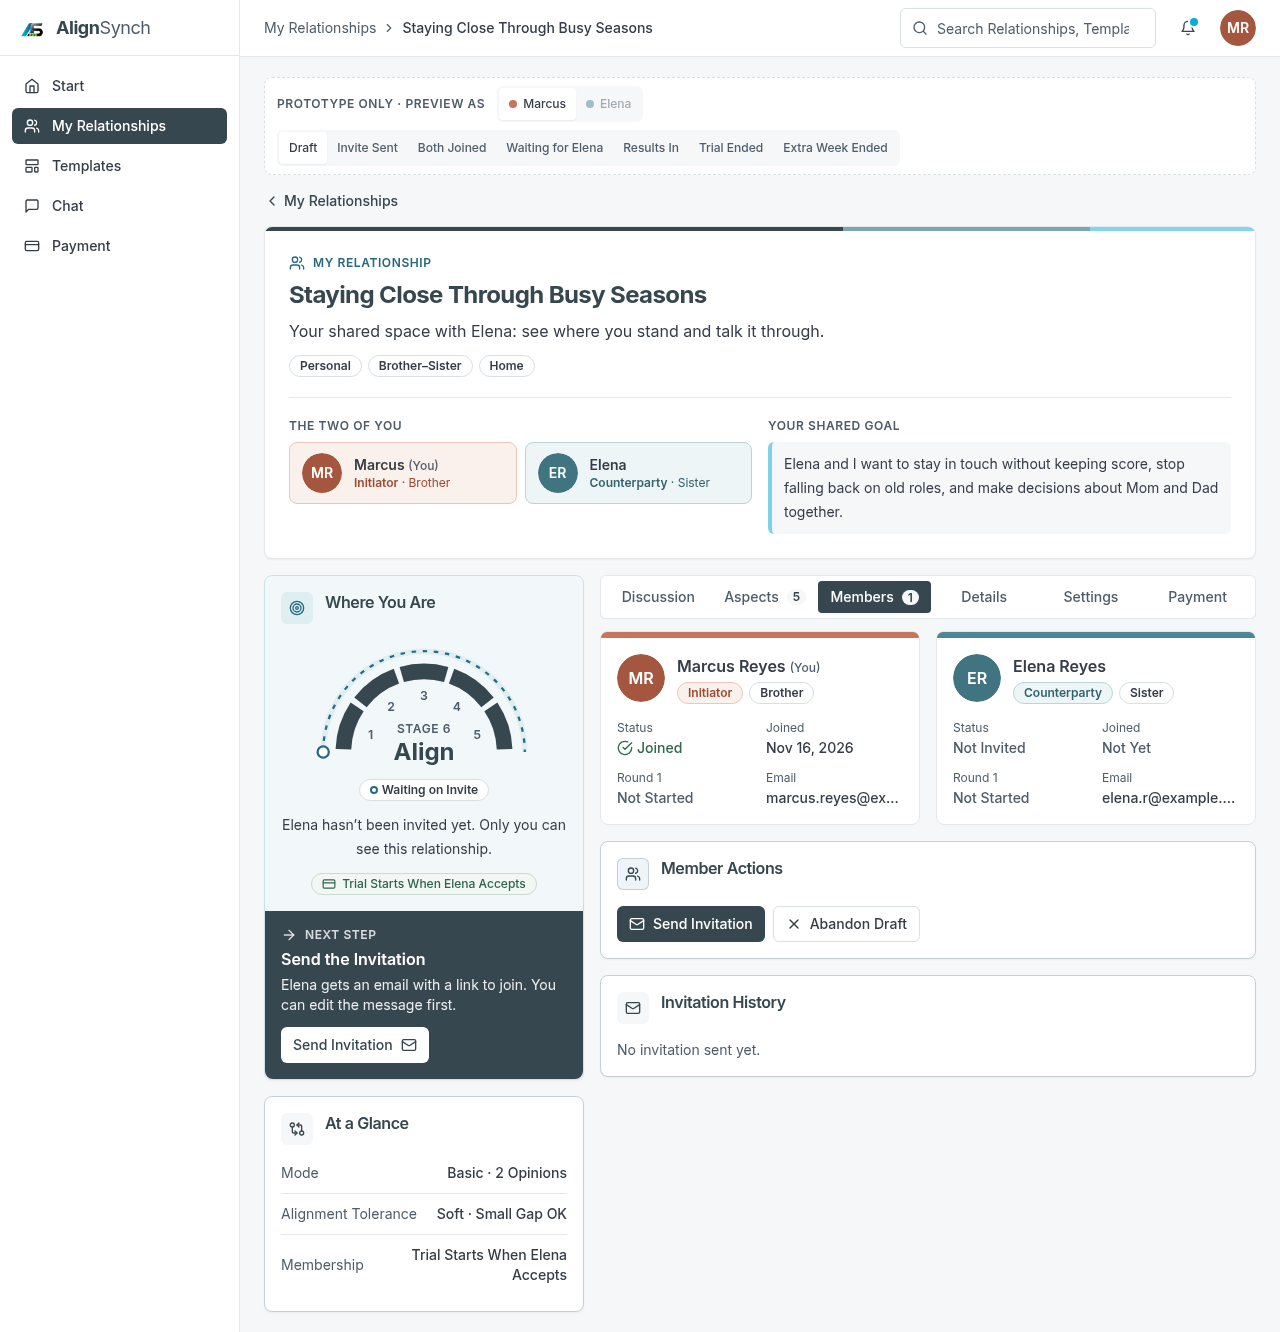 AlignSynch
My Relationships > Staying Close Through Busy Seasons
Search Relationships, Templa
MR
Start
My Relationships
Templates
Chat
Payment
PROTOTYPE ONLY · PREVIEW AS
Marcus
Elena
Draft
Invite Sent
Both Joined
Waiting for Elena
Results In
Trial Ended
Extra Week Ended
My Relationships
MY RELATIONSHIP
Staying Close Through Busy Seasons
Your shared space with Elena: see where you stand and talk it through.
Personal
Brother–Sister
Home
THE TWO OF YOU
MR
Marcus (You)
Initiator · Brother
ER
Elena
Counterparty · Sister
YOUR SHARED GOAL
Elena and I want to stay in touch without keeping score, stop
falling back on old roles, and make decisions about Mom and Dad
together.
Where You Are
1
2
3
4
5
STAGE 6
Align
Waiting on Invite
Elena hasn’t been invited yet. Only you can
see this relationship.
Trial Starts When Elena Accepts
NEXT STEP
Send the Invitation
Elena gets an email with a link to join. You
can edit the message first.
Send Invitation
At a Glance
Mode
Basic · 2 Opinions
Alignment Tolerance
Soft · Small Gap OK
Membership
Trial Starts When Elena
Accepts
Discussion
Aspects 5
Members 1
Details
Settings
Payment
MR
Marcus Reyes (You)
Initiator
Brother
Status
Joined
Joined
Nov 16, 2026
Round 1
Not Started
Email
marcus.reyes@ex...
ER
Elena Reyes
Counterparty
Sister
Status
Not Invited
Joined
Not Yet
Round 1
Not Started
Email
elena.r@example....
Member Actions
Send Invitation
Abandon Draft
Invitation History
No invitation sent yet.